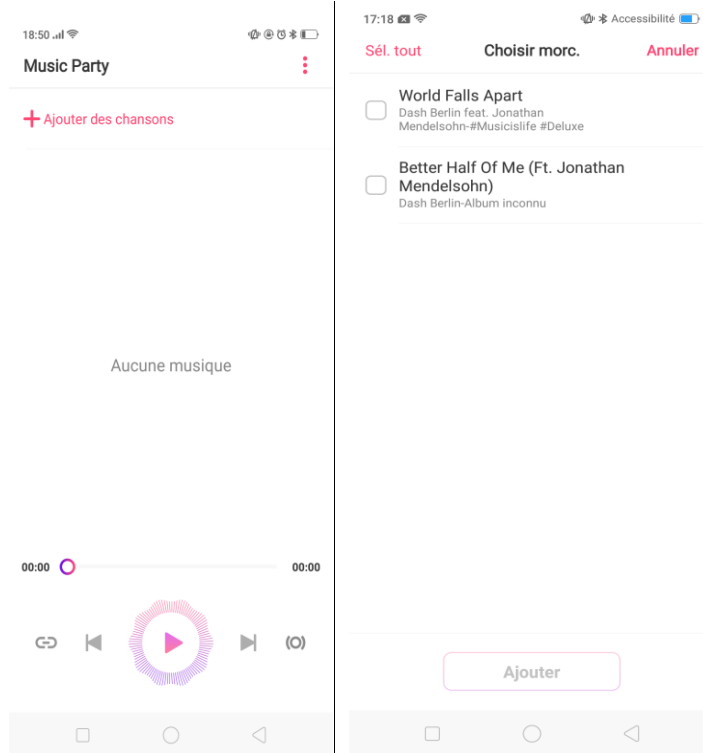 18:50
Music Party
Ajouter des chansons
Aucune musique
00:00 00:00
17:18 Accessibilité
Sél. tout Choisir morc. Annuler
World Falls Apart
Dash Berlin feat. Jonathan
Mendelsohn-#Musicislife #Deluxe
Better Half Of Me (Ft. Jonathan
Mendelsohn)
Dash Berlin-Album inconnu
Ajouter